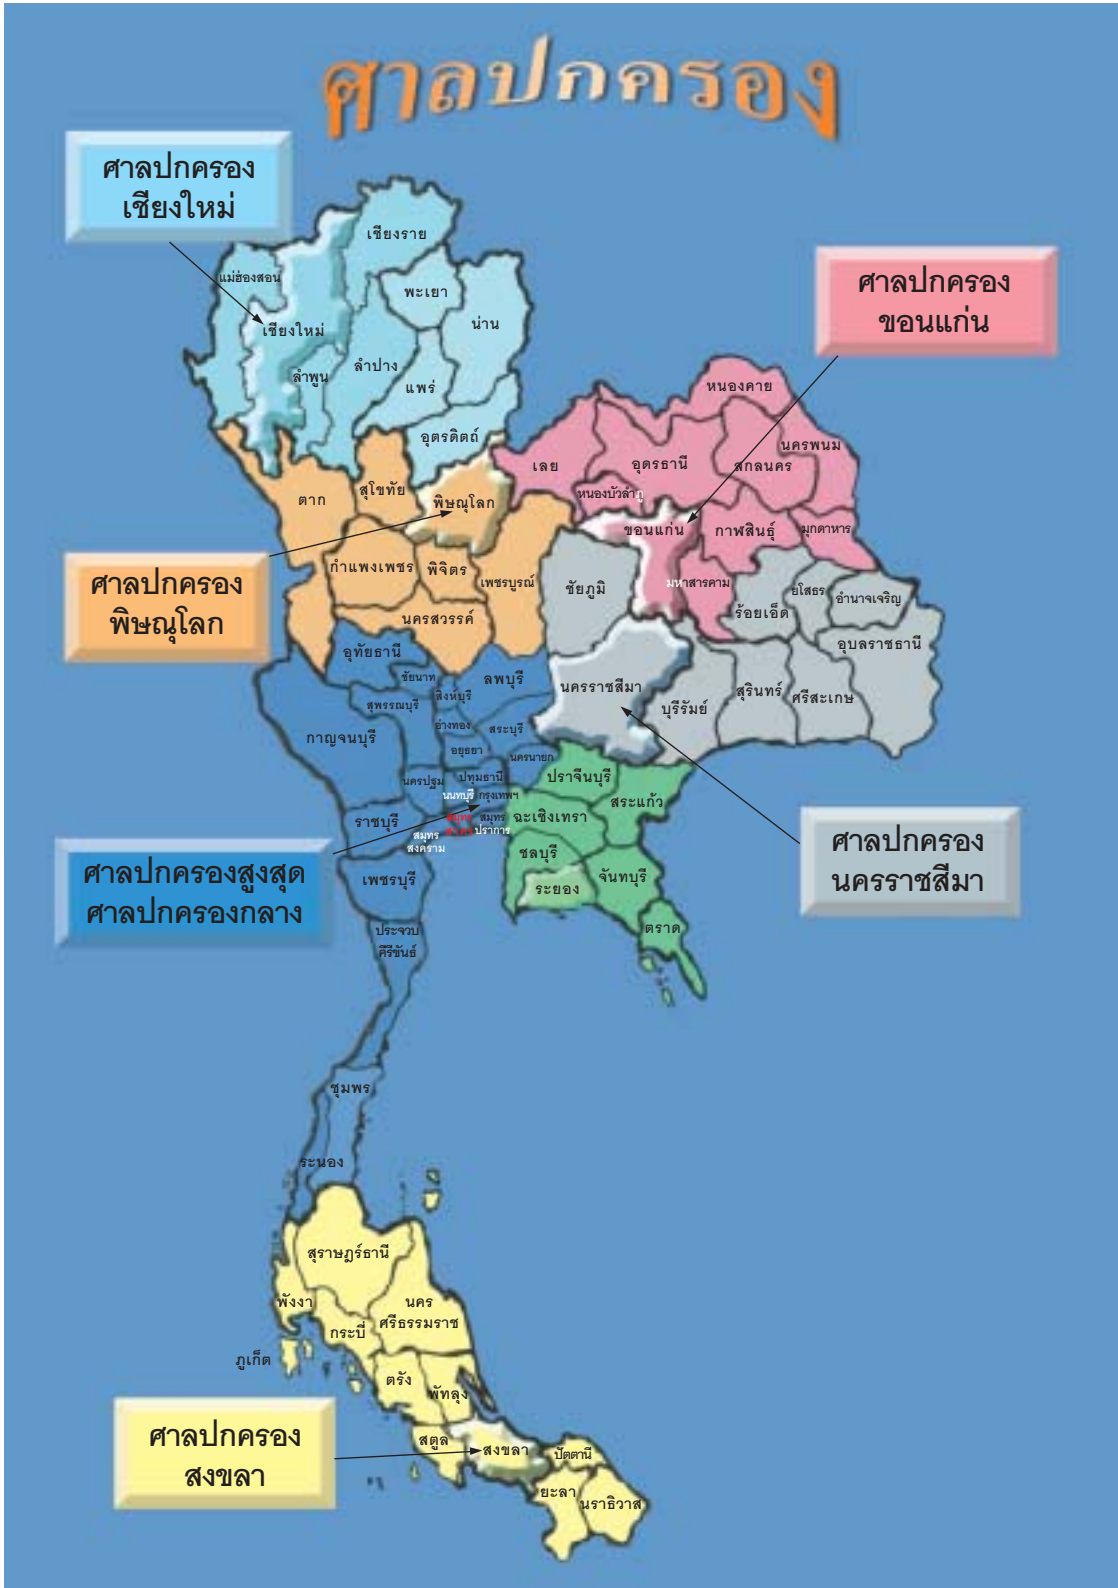 ศาลปกครอง
ศาลปกครอง
เชียงใหม่
เชียงราย
แม่ฮ่องสอน
พะเยา
เชียงใหม่
น่าน
ลำปาง
ลำพูน
แพร่
อุตรดิตถ์
ศาลปกครอง
ขอนแก่น
หนองคาย
นครพนม
เลย
อุดรธานี
สกลนคร
หนองบัวลำภู
ขอนแก่น
กาฬสินธุ์
มุกดาหาร
มหาสารคาม
ตาก
สุโขทัย
พิษณุโลก
กำแพงเพชร
พิจิตร
เพชรบูรณ์
นครสวรรค์
ศาลปกครอง
พิษณุโลก
ชัยภูมิ
ร้อยเอ็ด
ยโสธร
อำนาจเจริญ
อุบลราชธานี
นครราชสีมา
บุรีรัมย์
สุรินทร์
ศรีสะเกษ
อุทัยธานี
ชัยนาท
ลพบุรี
สิงห์บุรี
สุพรรณบุรี
อ่างทอง
สระบุรี
กาญจนบุรี
อยุธยา
นครนายก
นครปฐม
ปทุมธานี
นนทบุรี
กรุงเทพฯ
ราชบุรี
สมุทร
ปราการ
สมุทร
สงคราม
เพชรบุรี
ประจวบ
คีรีขันธ์
ปราจีนบุรี
สระแก้ว
ฉะเชิงเทรา
ชลบุรี
ระยอง
จันทบุรี
ตราด
ศาลปกครองสูงสุด
ศาลปกครองกลาง
ศาลปกครอง
นครราชสีมา
ชุมพร
ระนอง
สุราษฎร์ธานี
พังงา
นคร
ศรีธรรมราช
กระบี่
ภูเก็ต
ตรัง
พัทลุง
สตูล
สงขลา
ปัตตานี
ยะลา
นราธิวาส
ศาลปกครอง
สงขลา